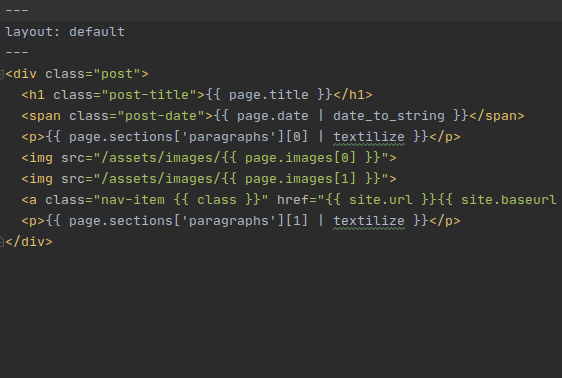 ---
layout: default
---
<div class="post">
  <h1 class="post-title">{{ page.title }}</h1>
  <span class="post-date">{{ page.date | date_to_string }}</span>
  <p>{{ page.sections['paragraphs'][0] | textilize }}</p>
  <img src="/assets/images/{{ page.images[0] }}">
  <img src="/assets/images/{{ page.images[1] }}">
  <a class="nav-item {{ class }}" href="{{ site.url }}{{ site.baseurl
  <p>{{ page.sections['paragraphs'][1] | textilize }}</p>
</div>